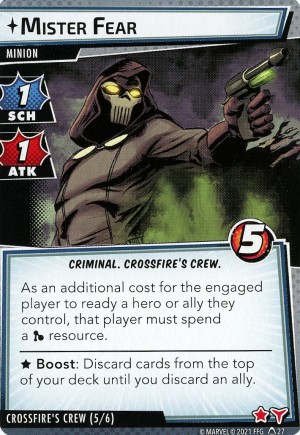 Mister Fear
MINION
1
SCH
1
ATK
5
CRIMINAL. CROSSFIRE'S CREW.
As an additional cost for the engaged
player to ready a hero or ally they
control, that player must spend
a resource.
★ Boost: Discard cards from the top
of your deck until you discard an ally.
CROSSFIRE'S CREW (5/6)
© MARVEL © 2021 FFG 27